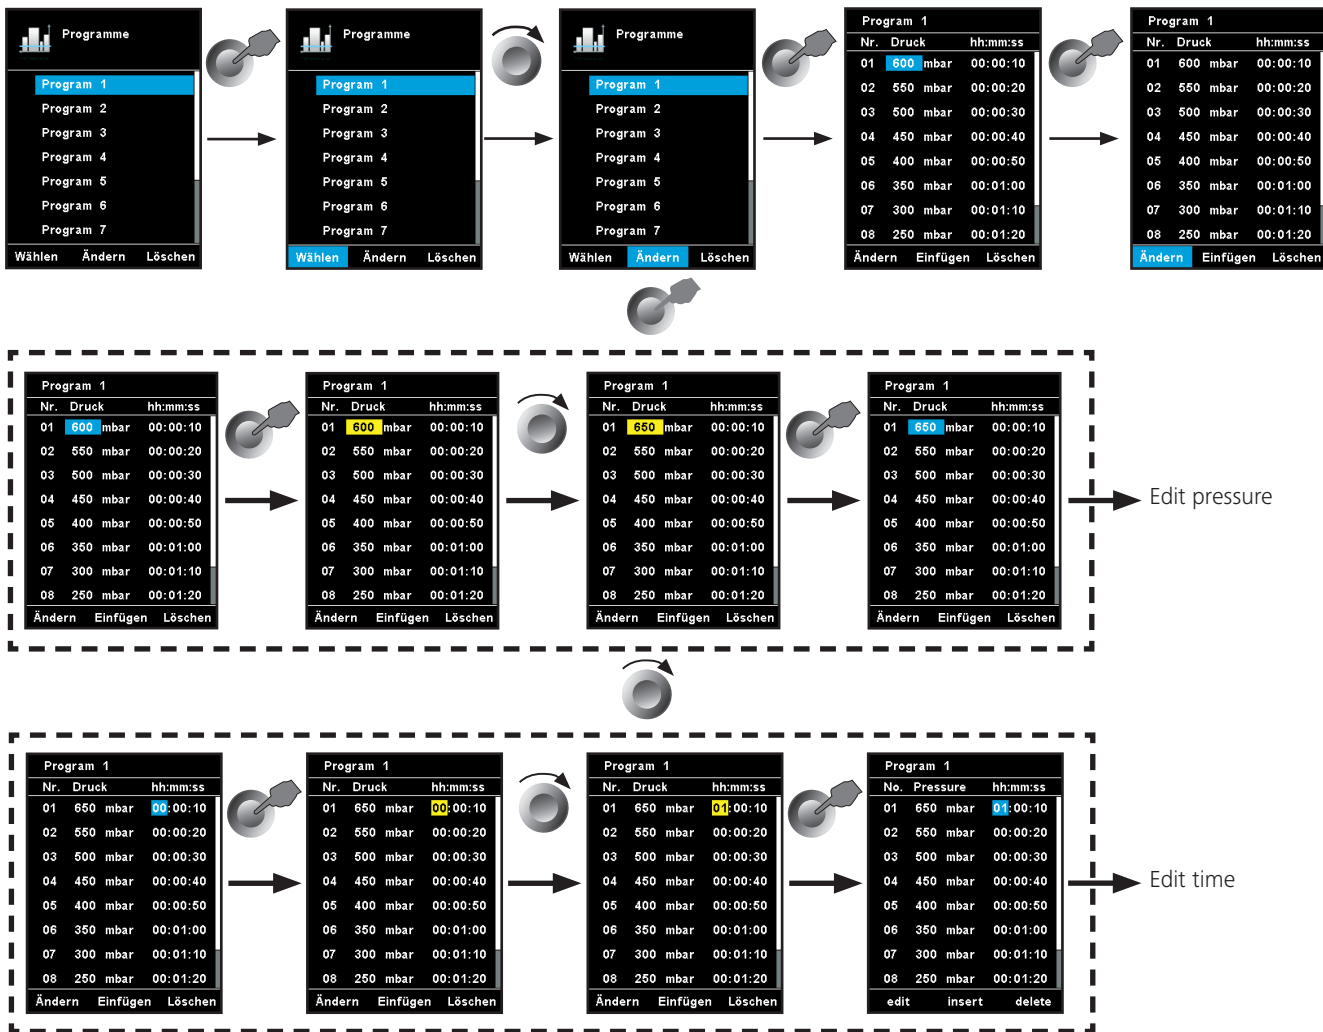 Programme
Program 1
Program 2
Program 3
Program 4
Program 5
Program 6
Program 7
Wählen Ändern Löschen
Programme
Program 1
Program 2
Program 3
Program 4
Program 5
Program 6
Program 7
Wählen Ändern Löschen
Programme
Program 1
Program 2
Program 3
Program 4
Program 5
Program 6
Program 7
Wählen Ändern Löschen
Program 1
Nr. Druck hh:mm:ss
01 600 mbar 00:00:10
02 550 mbar 00:00:20
03 500 mbar 00:00:30
04 450 mbar 00:00:40
05 400 mbar 00:00:50
06 350 mbar 00:01:00
07 300 mbar 00:01:10
08 250 mbar 00:01:20
Ändern Einfügen Löschen
Program 1
Nr. Druck hh:mm:ss
01 600 mbar 00:00:10
02 550 mbar 00:00:20
03 500 mbar 00:00:30
04 450 mbar 00:00:40
05 400 mbar 00:00:50
06 350 mbar 00:01:00
07 300 mbar 00:01:10
08 250 mbar 00:01:20
Ändern Einfügen Löschen
Program 1
Nr. Druck hh:mm:ss
01 600 mbar 00:00:10
02 550 mbar 00:00:20
03 500 mbar 00:00:30
04 450 mbar 00:00:40
05 400 mbar 00:00:50
06 350 mbar 00:01:00
07 300 mbar 00:01:10
08 250 mbar 00:01:20
Ändern Einfügen Löschen
Program 1
Nr. Druck hh:mm:ss
01 600 mbar 00:00:10
02 550 mbar 00:00:20
03 500 mbar 00:00:30
04 450 mbar 00:00:40
05 400 mbar 00:00:50
06 350 mbar 00:01:00
07 300 mbar 00:01:10
08 250 mbar 00:01:20
Ändern Einfügen Löschen
Program 1
Nr. Druck hh:mm:ss
01 650 mbar 00:00:10
02 550 mbar 00:00:20
03 500 mbar 00:00:30
04 450 mbar 00:00:40
05 400 mbar 00:00:50
06 350 mbar 00:01:00
07 300 mbar 00:01:10
08 250 mbar 00:01:20
Ändern Einfügen Löschen
Program 1
Nr. Druck hh:mm:ss
01 650 mbar 00:00:10
02 550 mbar 00:00:20
03 500 mbar 00:00:30
04 450 mbar 00:00:40
05 400 mbar 00:00:50
06 350 mbar 00:01:00
07 300 mbar 00:01:10
08 250 mbar 00:01:20
Ändern Einfügen Löschen
Edit pressure
Program 1
Nr. Druck hh:mm:ss
01 650 mbar 00:00:10
02 550 mbar 00:00:20
03 500 mbar 00:00:30
04 450 mbar 00:00:40
05 400 mbar 00:00:50
06 350 mbar 00:01:00
07 300 mbar 00:01:10
08 250 mbar 00:01:20
Ändern Einfügen Löschen
Program 1
Nr. Druck hh:mm:ss
01 650 mbar 00:00:10
02 550 mbar 00:00:20
03 500 mbar 00:00:30
04 450 mbar 00:00:40
05 400 mbar 00:00:50
06 350 mbar 00:01:00
07 300 mbar 00:01:10
08 250 mbar 00:01:20
Ändern Einfügen Löschen
Program 1
Nr. Druck hh:mm:ss
01 650 mbar 01:00:10
02 550 mbar 00:00:20
03 500 mbar 00:00:30
04 450 mbar 00:00:40
05 400 mbar 00:00:50
06 350 mbar 00:01:00
07 300 mbar 00:01:10
08 250 mbar 00:01:20
Ändern Einfügen Löschen
Program 1
No. Pressure hh:mm:ss
01 650 mbar 01:00:10
02 550 mbar 00:00:20
03 500 mbar 00:00:30
04 450 mbar 00:00:40
05 400 mbar 00:00:50
06 350 mbar 00:01:00
07 300 mbar 00:01:10
08 250 mbar 00:01:20
edit insert delete
Edit time